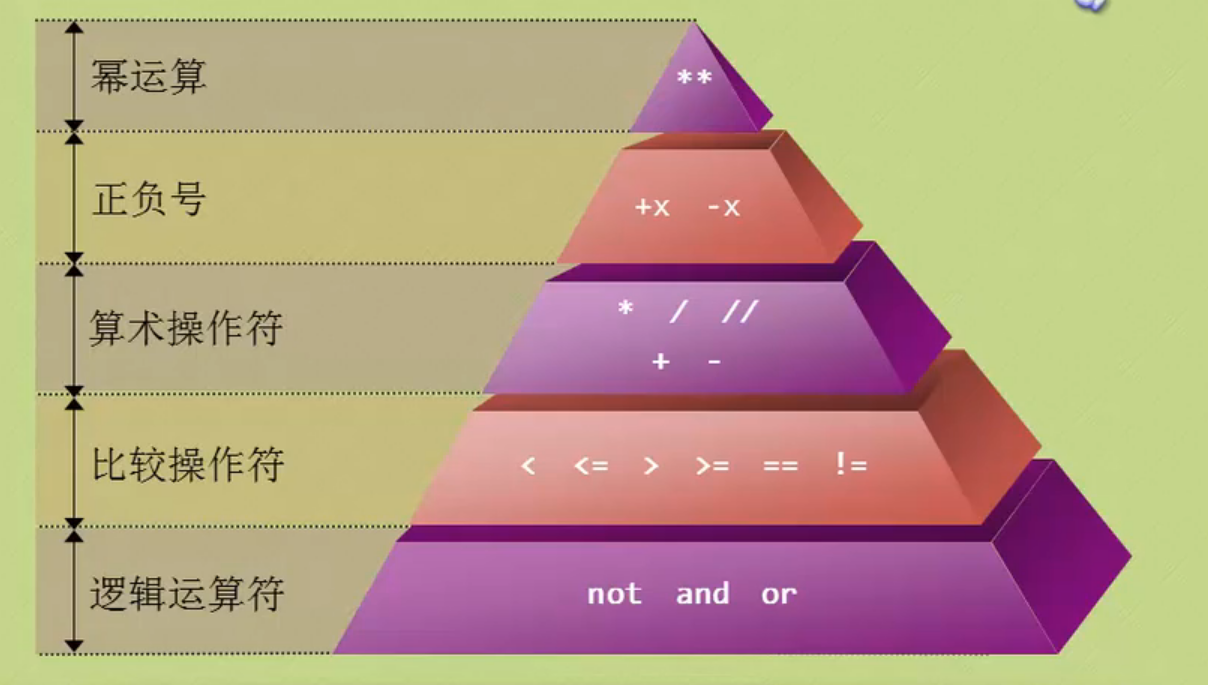 幂运算
**
正负号
+x -x
算术操作符
* / //
+ -
比较操作符
< <= > >= == !=
逻辑运算符
not and or